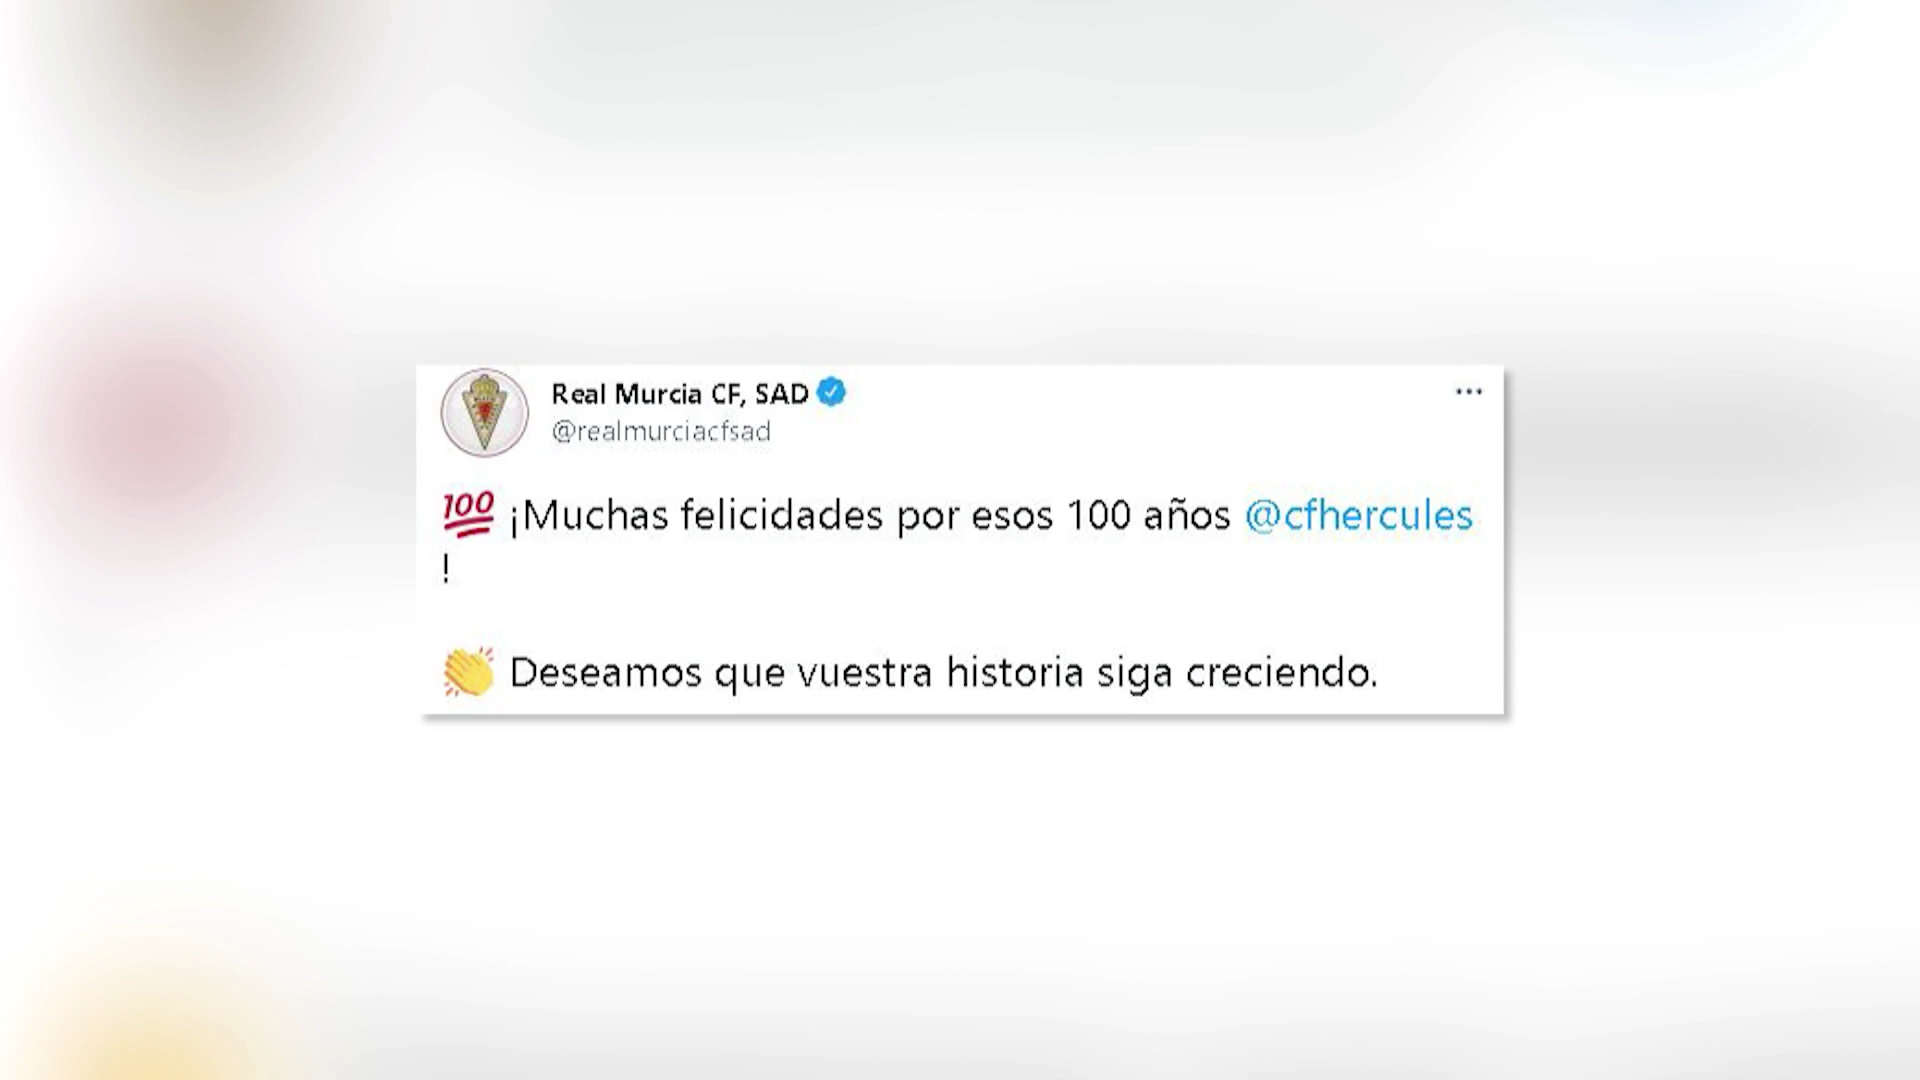 Real Murcia CF, SAD
@realmurciacfsad
💯 ¡Muchas felicidades por esos 100 años @cfhercules
!
👏 Deseamos que vuestra historia siga creciendo.